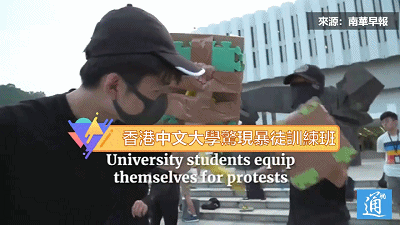 來源：南華早報
香港中文大學驚現暴徒訓練班
University students equip
themselves for protests
通